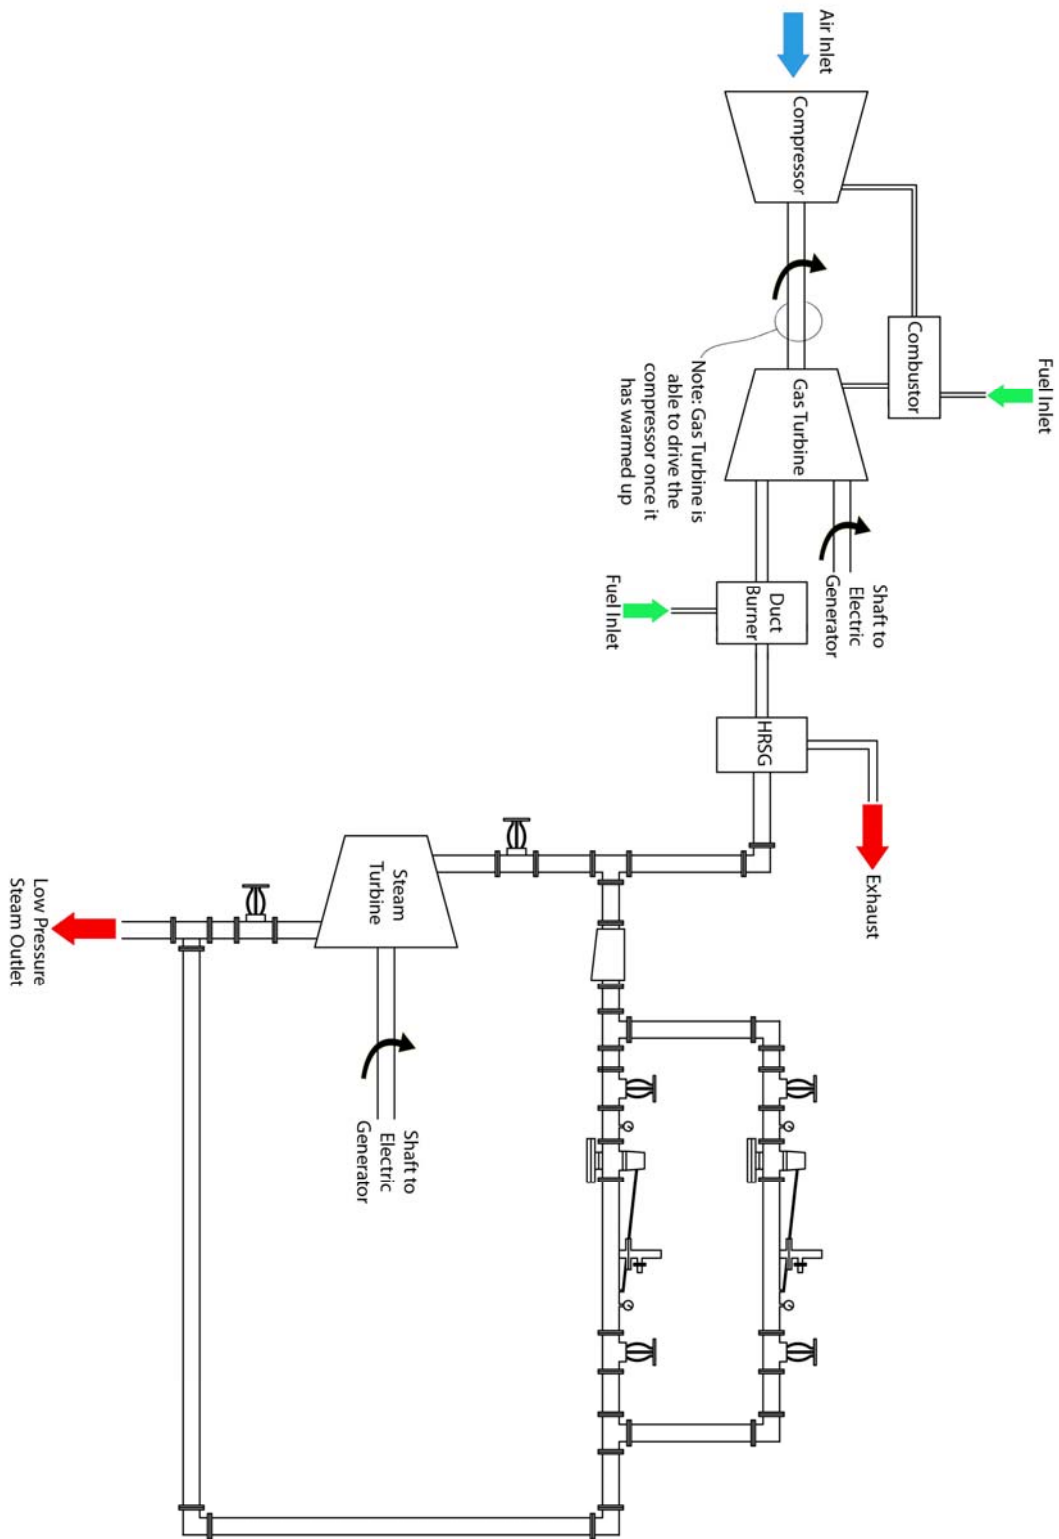 Air Inlet
Compressor
Combustor
Fuel Inlet
Gas Turbine
Note: Gas Turbine is
able to drive the
compressor once it
has warmed up
Shaft to
Electric
Generator
Duct
Burner
Fuel Inlet
HRSG
Exhaust
Steam
Turbine
Shaft to
Electric
Generator
Low Pressure
Steam Outlet